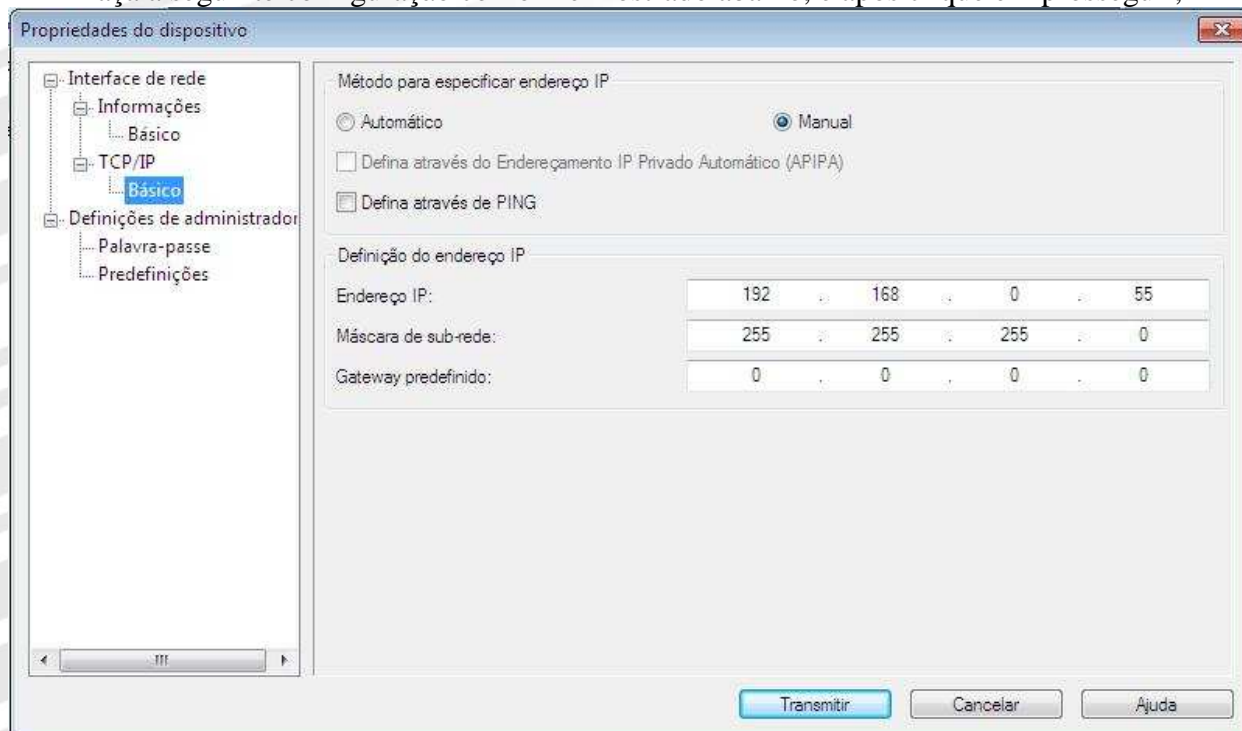 Propriedades do dispositivo
Interface de rede
Informações
Básico
TCP/IP
Básico
Definições de administrador
Palavra-passe
Predefinições
Método para especificar endereço IP
Automático
Manual
Defina através do Endereçamento IP Privado Automático (APIPA)
Defina através de PING
Definição do endereço IP
Endereço IP: 192 . 168 . 0 . 55
Máscara de sub-rede: 255 . 255 . 255 . 0
Gateway predefinido: 0 . 0 . 0 . 0
Transmitir
Cancelar
Ajuda